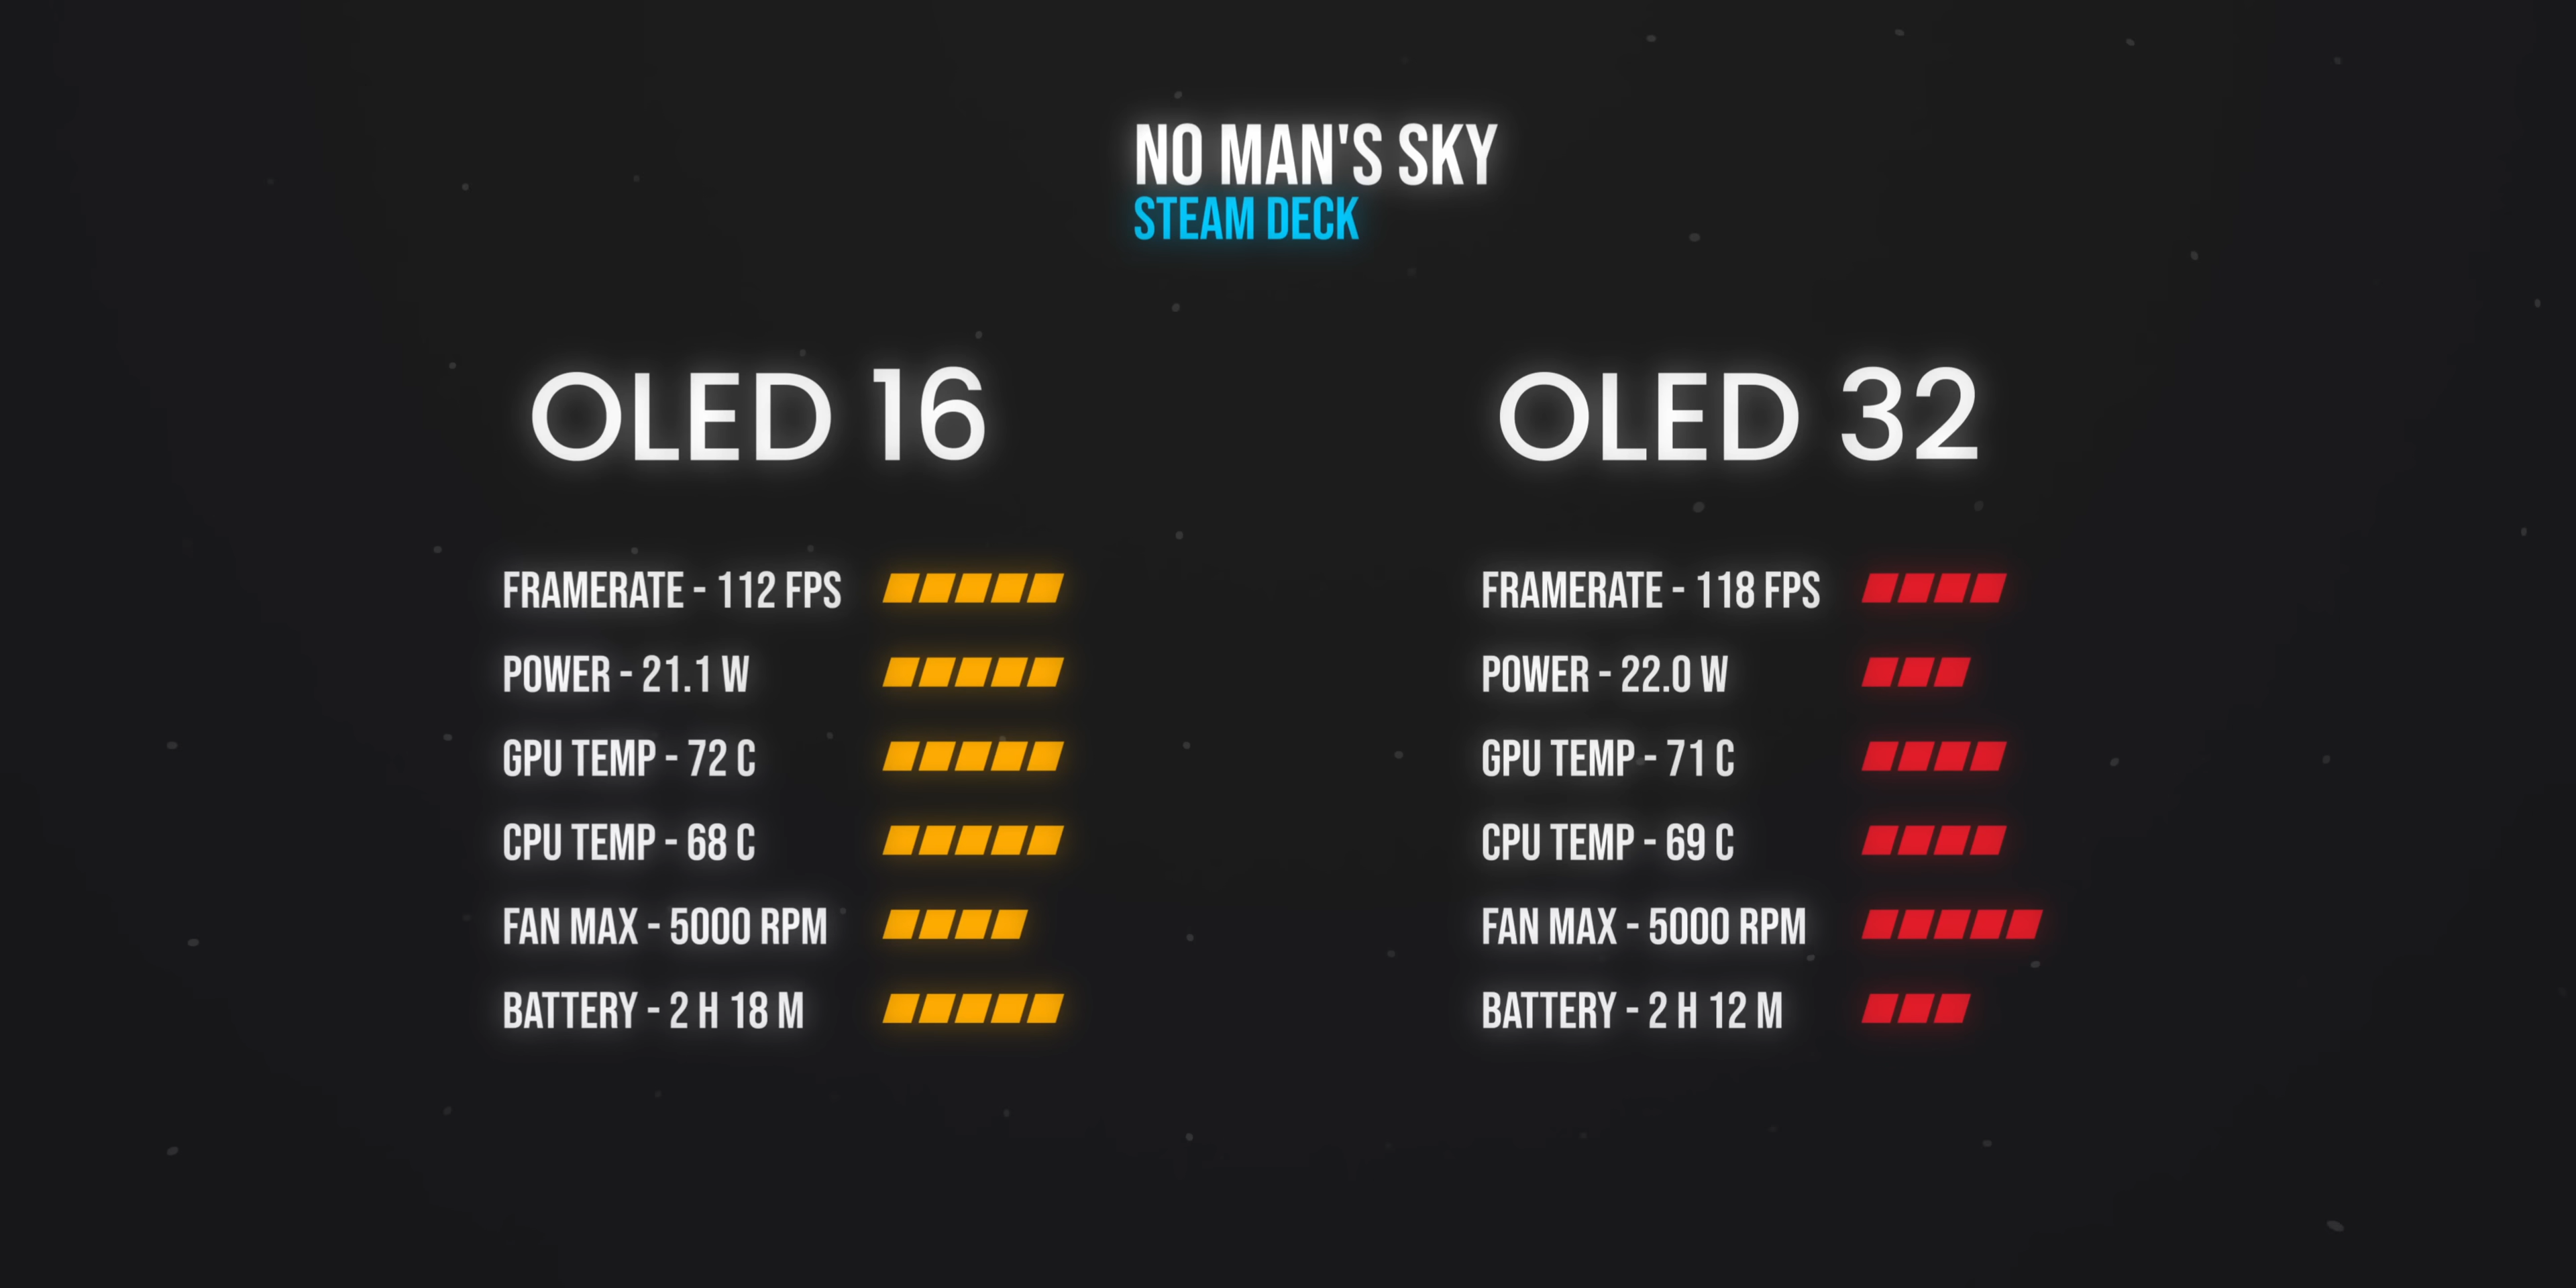 NO MAN'S SKY
STEAM DECK
OLED 16
FRAMERATE - 112 FPS
POWER - 21.1 W
GPU TEMP - 72 C
CPU TEMP - 68 C
FAN MAX - 5000 RPM
BATTERY - 2 H 18 M
OLED 32
FRAMERATE - 118 FPS
POWER - 22.0 W
GPU TEMP - 71 C
CPU TEMP - 69 C
FAN MAX - 5000 RPM
BATTERY - 2 H 12 M